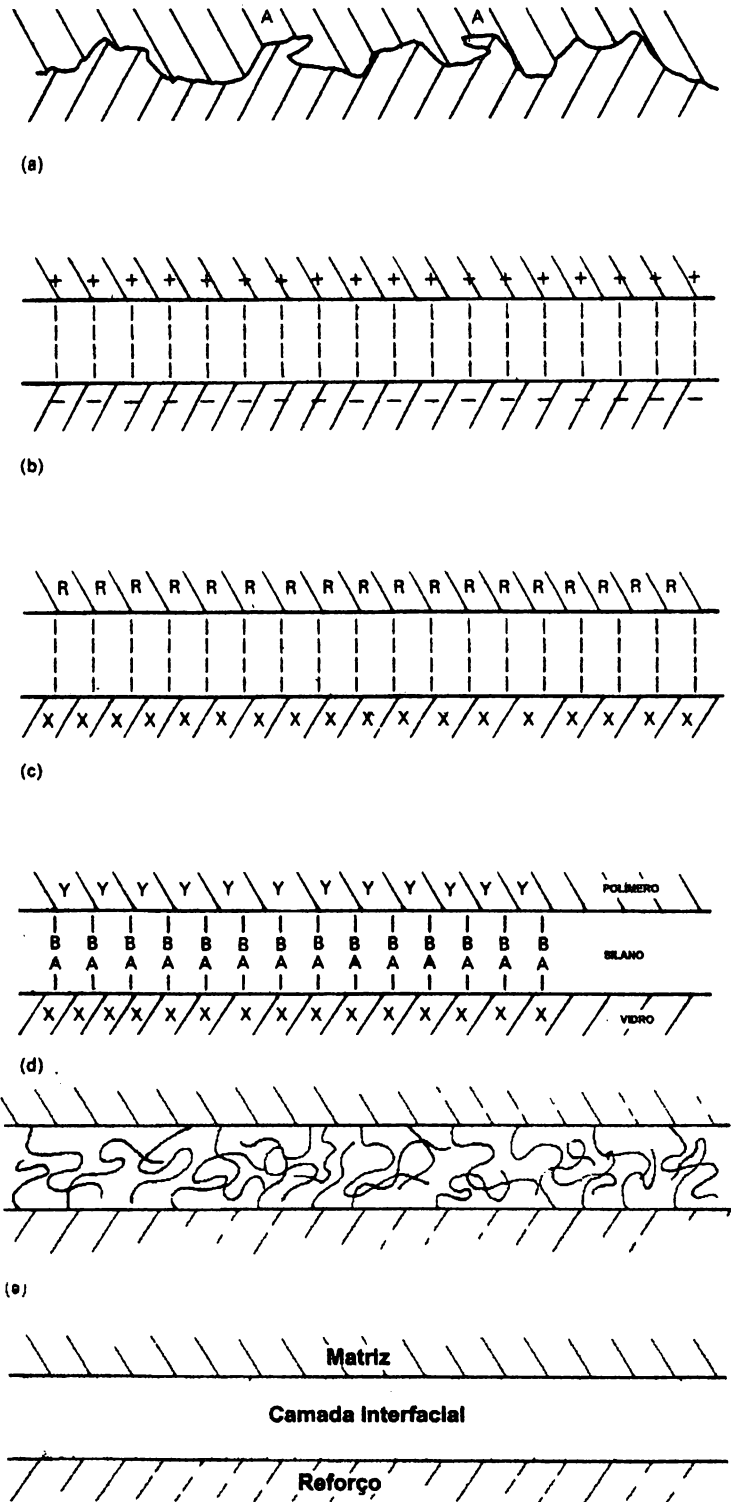 A A
(a)
+ + + + + + + + + + + + + + + + + +
− − − − − − − − − − − − − − − − − −
(b)
R R R R R R R R R R R R R R R R R R
X X X X X X X X X X X X X X X X X X
(c)
Y Y Y Y Y Y Y Y Y Y Y Y POLÍMERO
B B B B B B B B B B B B B B
A A A A A A A A A A A A A A SILANO
X X X X X X X X X X X X X X X VIDRO
(d)
(e)
Matriz
Camada Interfacial
Reforço